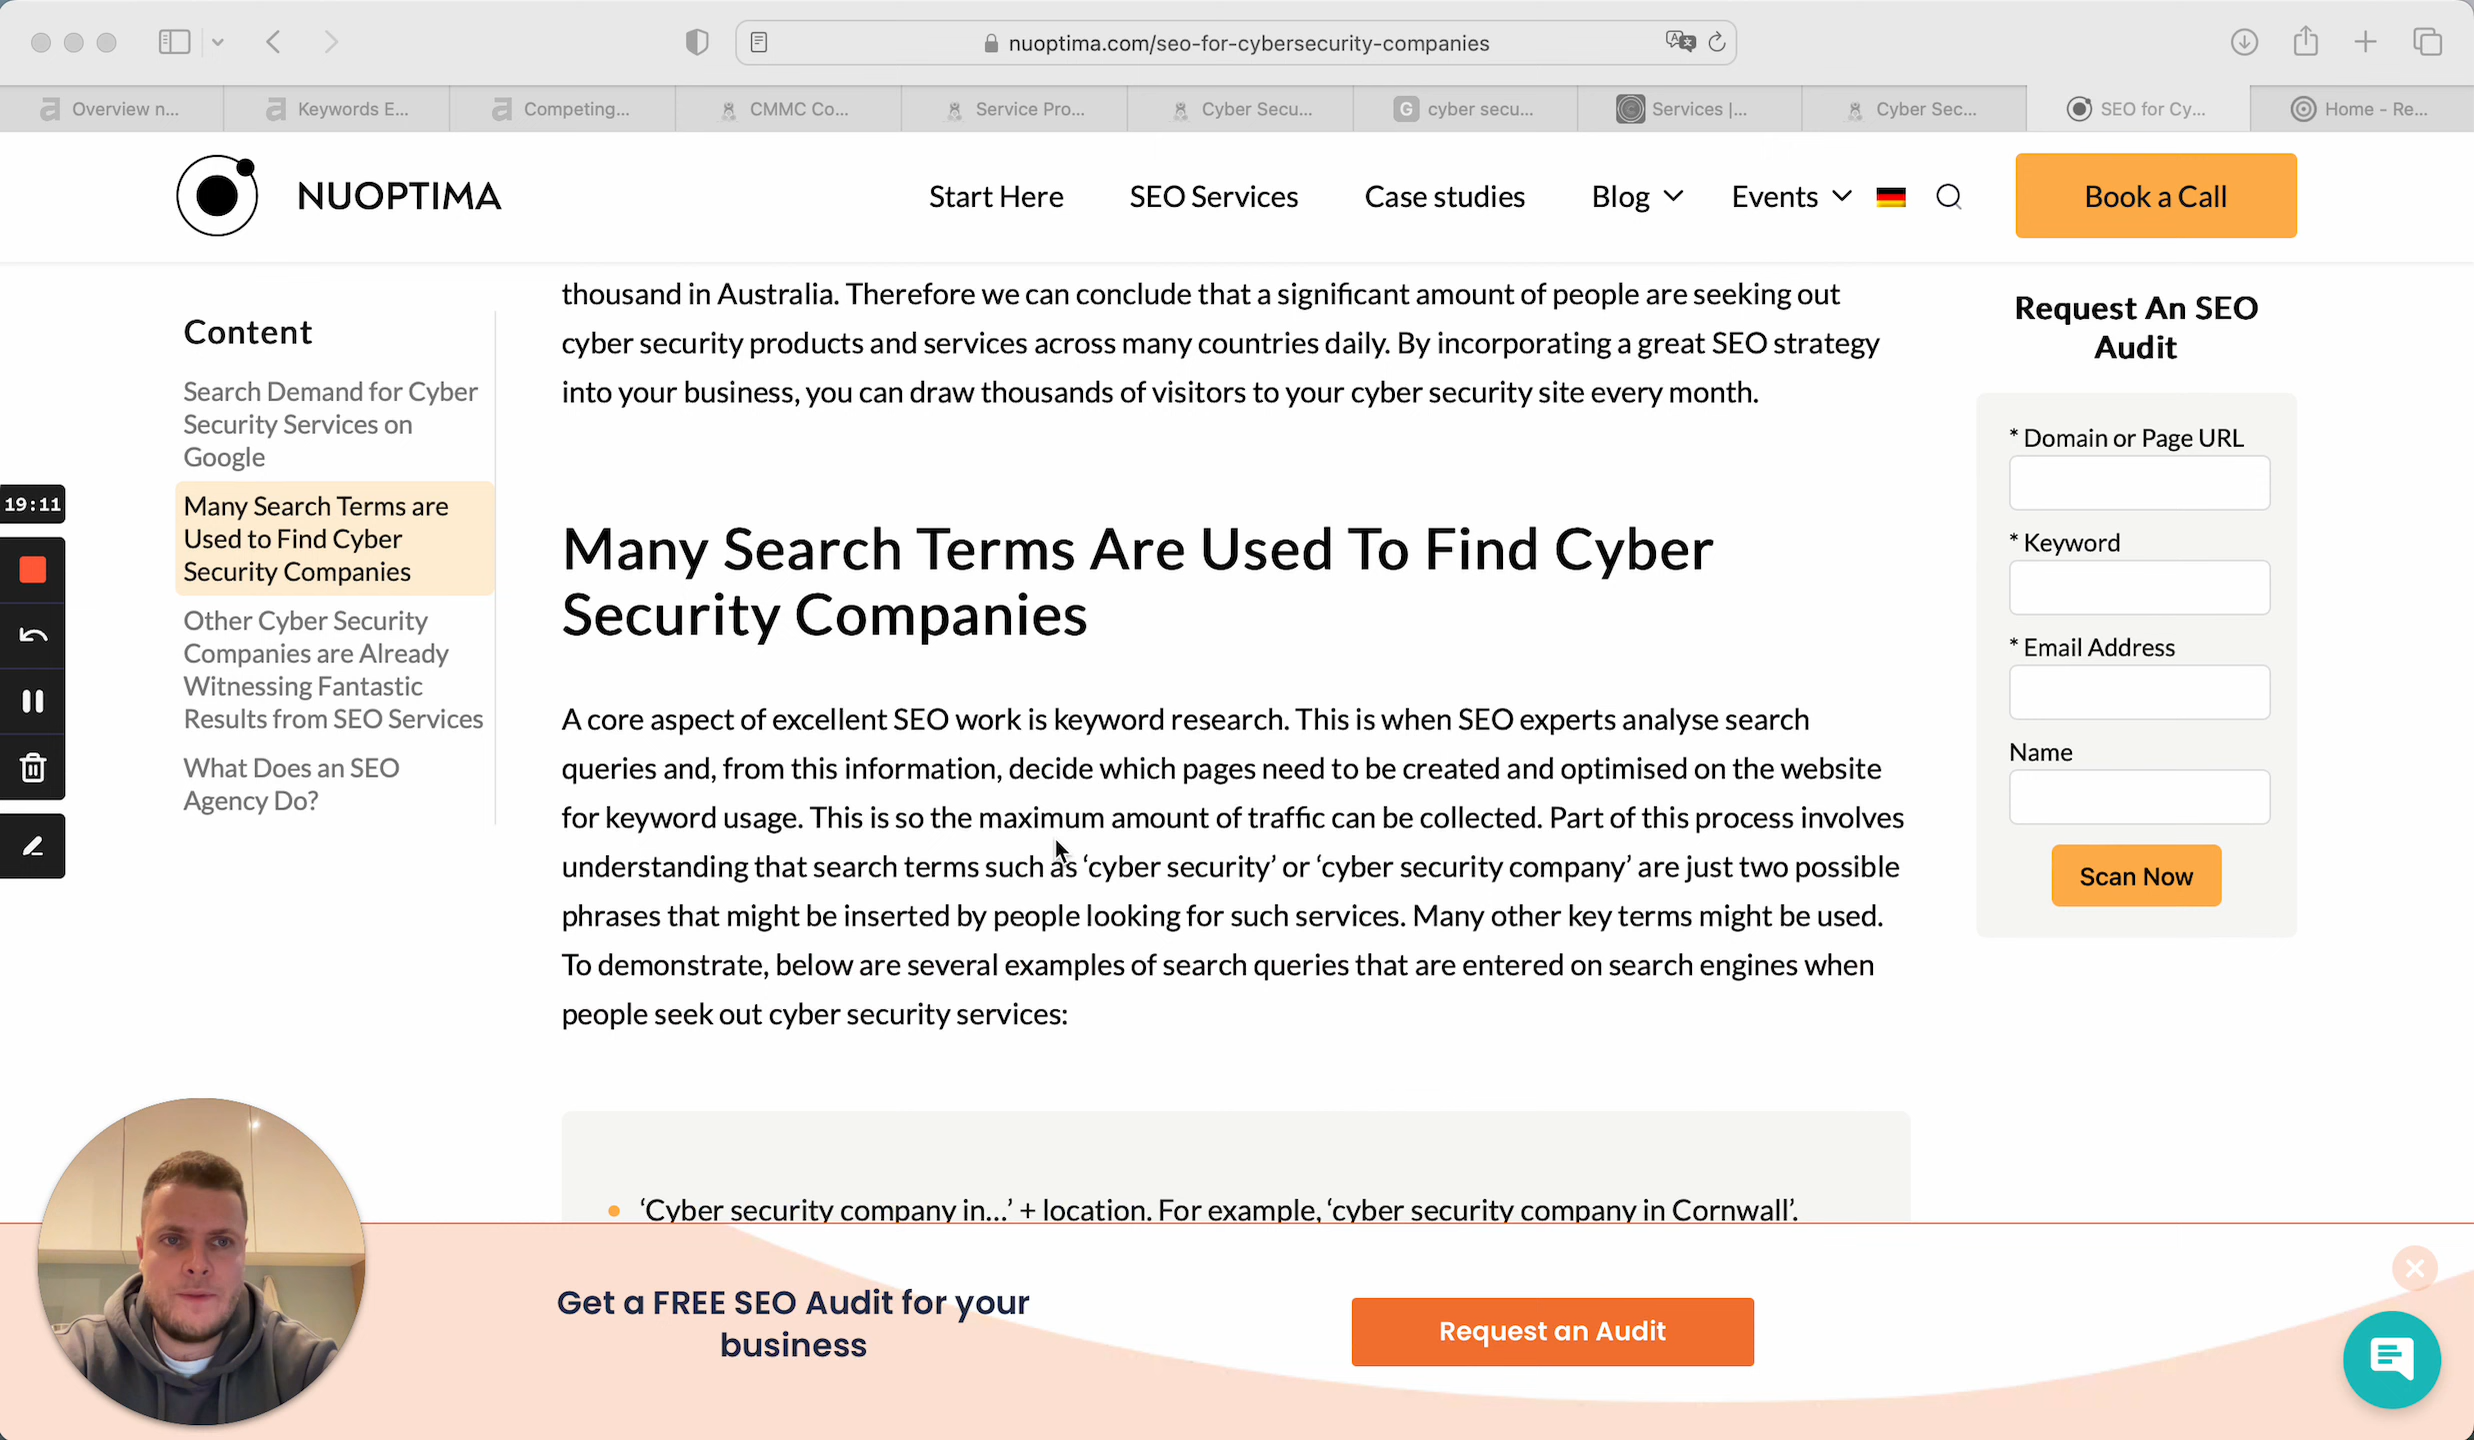 nuoptima.com/seo-for-cybersecurity-companies
Overview n...
Keywords E...
Competing...
CMMC Co...
Service Pro...
Cyber Secu...
G
cyber secu...
Services |...
Cyber Sec...
SEO for Cy...
Home - Re...
NUOPTIMA
Start Here
SEO Services
Case studies
Blog
Events
Book a Call
Content
Search Demand for Cyber
Security Services on
Google
Many Search Terms are
Used to Find Cyber
Security Companies
Other Cyber Security
Companies are Already
Witnessing Fantastic
Results from SEO Services
What Does an SEO
Agency Do?
19:11
thousand in Australia. Therefore we can conclude that a significant amount of people are seeking out
cyber security products and services across many countries daily. By incorporating a great SEO strategy
into your business, you can draw thousands of visitors to your cyber security site every month.
Many Search Terms Are Used To Find Cyber
Security Companies
A core aspect of excellent SEO work is keyword research. This is when SEO experts analyse search
queries and, from this information, decide which pages need to be created and optimised on the website
for keyword usage. This is so the maximum amount of traffic can be collected. Part of this process involves
understanding that search terms such as ‘cyber security’ or ‘cyber security company’ are just two possible
phrases that might be inserted by people looking for such services. Many other key terms might be used.
To demonstrate, below are several examples of search queries that are entered on search engines when
people seek out cyber security services:
‘Cyber security company in...’ + location. For example, ‘cyber security company in Cornwall’.
Request An SEO
Audit
* Domain or Page URL
* Keyword
* Email Address
Name
Scan Now
Get a FREE SEO Audit for your
business
Request an Audit